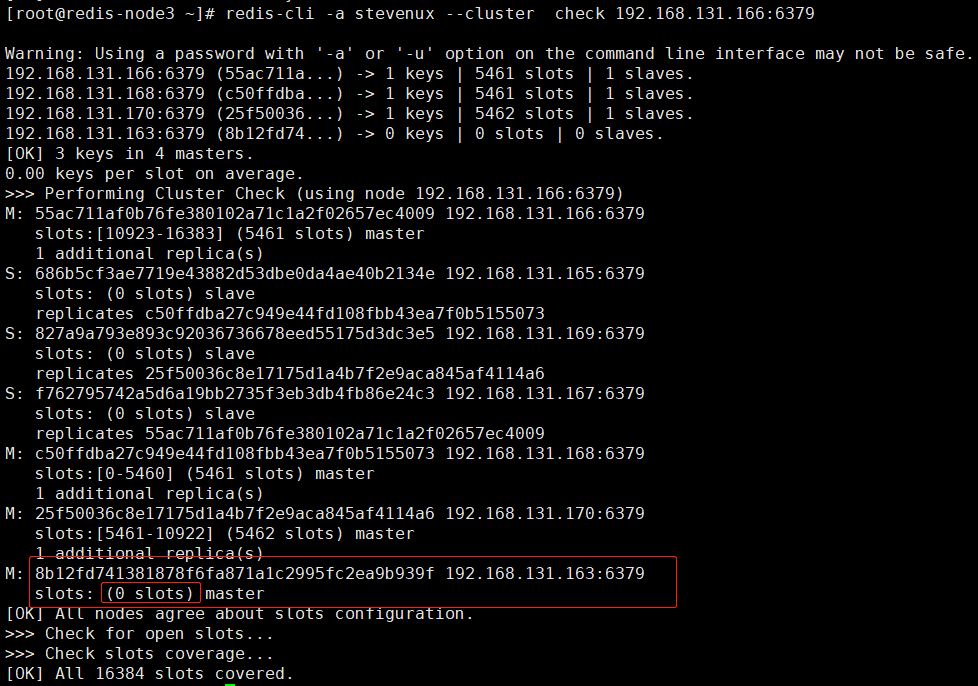 [root@redis-node3 ~]# redis-cli -a stevenux --cluster  check 192.168.131.166:6379
Warning: Using a password with '-a' or '-u' option on the command line interface may not be safe.
192.168.131.166:6379 (55ac711a...) -> 1 keys | 5461 slots | 1 slaves.
192.168.131.168:6379 (c50ffdba...) -> 1 keys | 5461 slots | 1 slaves.
192.168.131.170:6379 (25f50036...) -> 1 keys | 5462 slots | 1 slaves.
192.168.131.163:6379 (8b12fd74...) -> 0 keys | 0 slots | 0 slaves.
[OK] 3 keys in 4 masters.
0.00 keys per slot on average.
>>> Performing Cluster Check (using node 192.168.131.166:6379)
M: 55ac711af0b76fe380102a71c1a2f02657ec4009 192.168.131.166:6379
   slots:[10923-16383] (5461 slots) master
   1 additional replica(s)
S: 686b5cf3ae7719e43882d53dbe0da4ae40b2134e 192.168.131.165:6379
   slots: (0 slots) slave
   replicates c50ffdba27c949e44fd108fbb43ea7f0b5155073
S: 827a9a793e893c92036736678eed55175d3dc3e5 192.168.131.169:6379
   slots: (0 slots) slave
   replicates 25f50036c8e17175d1a4b7f2e9aca845af4114a6
S: f762795742a5d6a19bb2735f3eb3db4fb86e24c3 192.168.131.167:6379
   slots: (0 slots) slave
   replicates 55ac711af0b76fe380102a71c1a2f02657ec4009
M: c50ffdba27c949e44fd108fbb43ea7f0b5155073 192.168.131.168:6379
   slots:[0-5460] (5461 slots) master
   1 additional replica(s)
M: 25f50036c8e17175d1a4b7f2e9aca845af4114a6 192.168.131.170:6379
   slots:[5461-10922] (5462 slots) master
   1 additional replica(s)
M: 8b12fd741381878f6fa871a1c2995fc2ea9b939f 192.168.131.163:6379
   slots: (0 slots) master
[OK] All nodes agree about slots configuration.
>>> Check for open slots...
>>> Check slots coverage...
[OK] All 16384 slots covered.